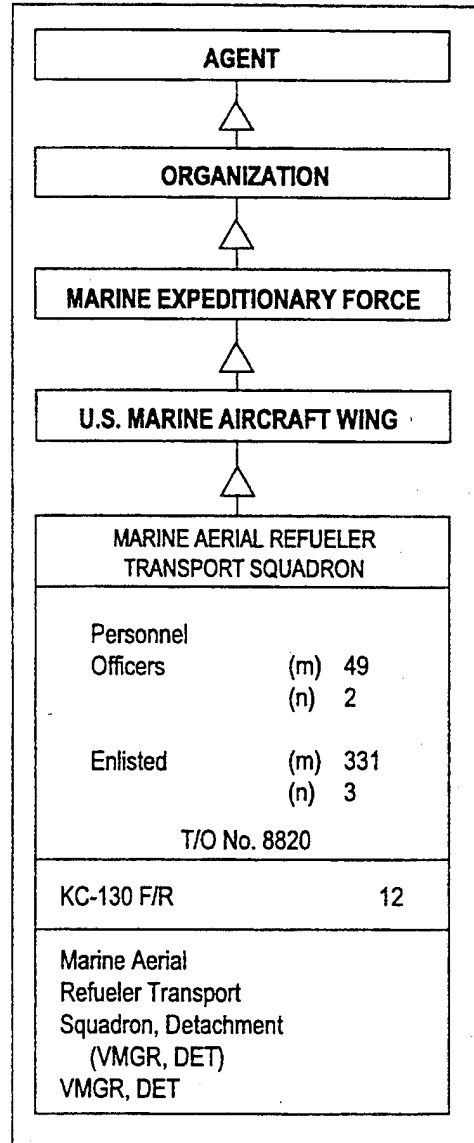 AGENT
ORGANIZATION
MARINE EXPEDITIONARY FORCE
U.S. MARINE AIRCRAFT WING
MARINE AERIAL REFUELER
TRANSPORT SQUADRON
Personnel
Officers (m) 49
(n) 2
Enlisted (m) 331
(n) 3
T/O No. 8820
KC-130 F/R 12
Marine Aerial
Refueler Transport
Squadron, Detachment
(VMGR, DET)
VMGR, DET